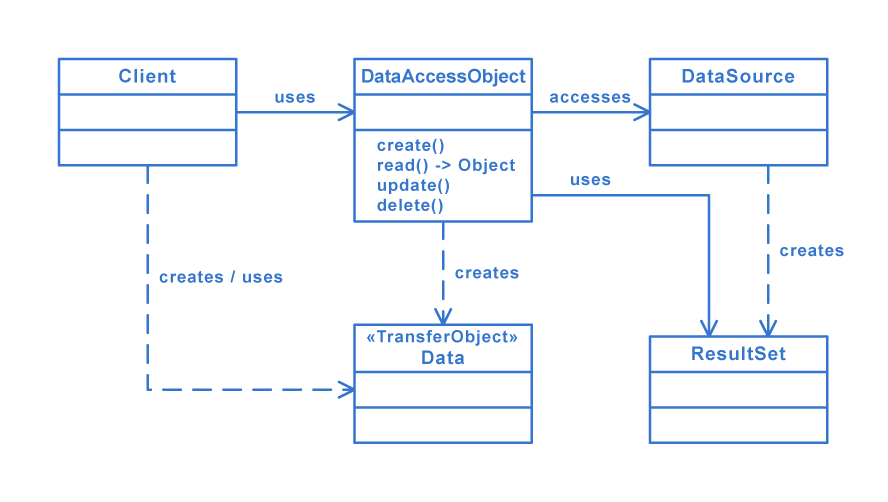 Client
uses
DataAccessObject
create()
read() -> Object
update()
delete()
accesses
DataSource
uses
creates
creates / uses
creates
«TransferObject»
Data
ResultSet